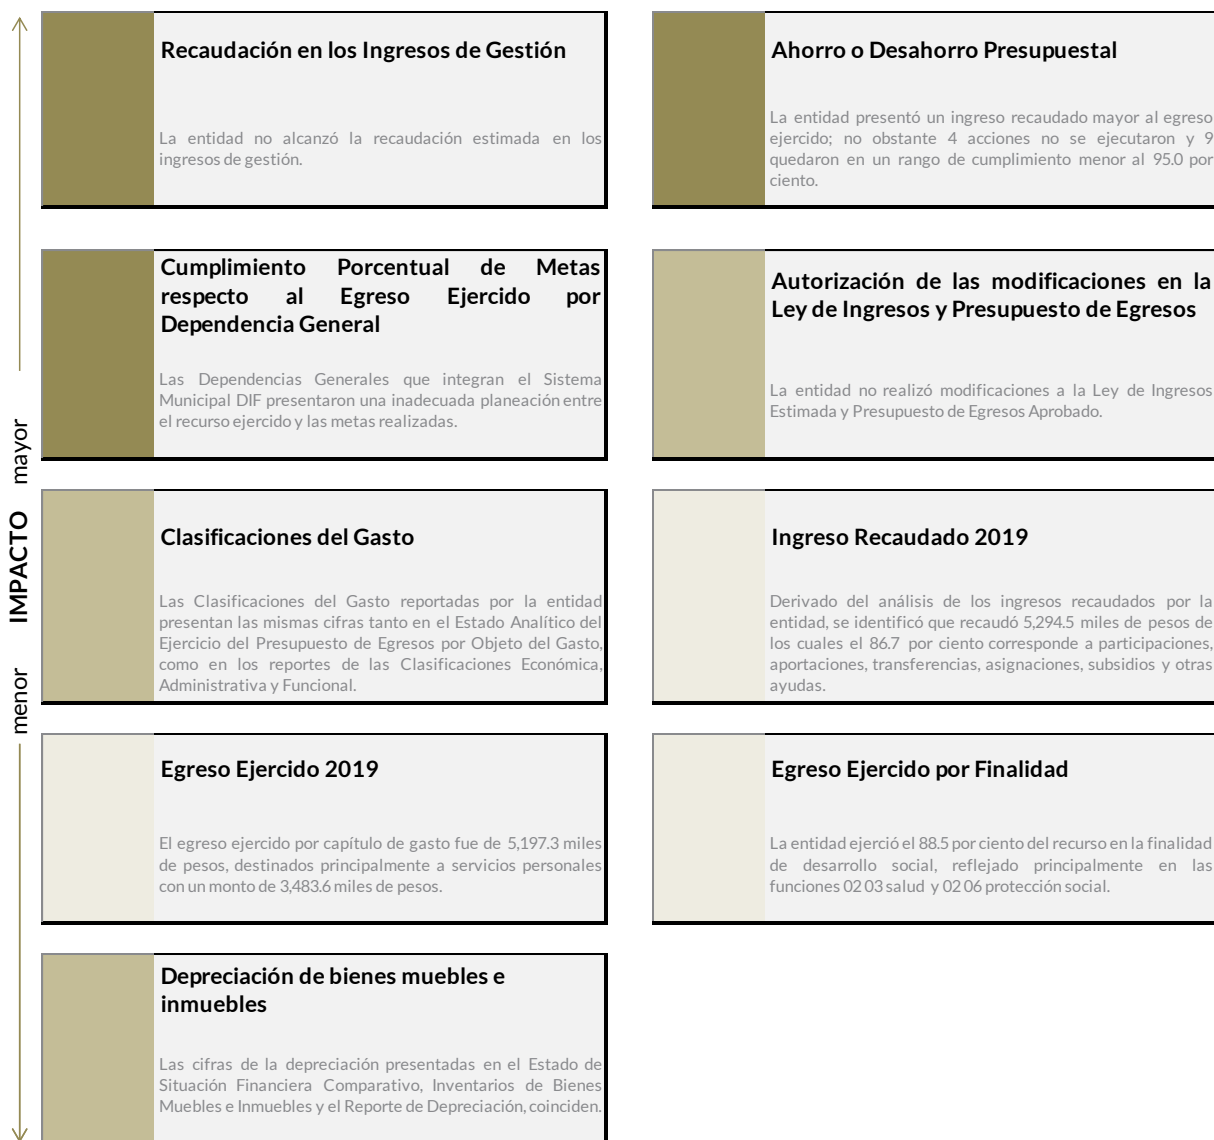 Recaudación en los Ingresos de Gestión
La entidad no alcanzó la recaudación estimada en los
ingresos de gestión.
Ahorro o Desahorro Presupuestal
La entidad presentó un ingreso recaudado mayor al egreso
ejercido; no obstante 4 acciones no se ejecutaron y 9
quedaron en un rango de cumplimiento menor al 95.0 por
ciento.
Cumplimiento Porcentual de Metas
respecto al Egreso Ejercido por
Dependencia General
Las Dependencias Generales que integran el Sistema
Municipal DIF presentaron una inadecuada planeación entre
el recurso ejercido y las metas realizadas.
Autorización de las modificaciones en la
Ley de Ingresos y Presupuesto de Egresos
La entidad no realizó modificaciones a la Ley de Ingresos
Estimada y Presupuesto de Egresos Aprobado.
menor IMPACTO mayor
Clasificaciones del Gasto
Las Clasificaciones del Gasto reportadas por la entidad
presentan las mismas cifras tanto en el Estado Analítico del
Ejercicio del Presupuesto de Egresos por Objeto del Gasto,
como en los reportes de las Clasificaciones Económica,
Administrativa y Funcional.
Ingreso Recaudado 2019
Derivado del análisis de los ingresos recaudados por la
entidad, se identificó que recaudó 5,294.5 miles de pesos de
los cuales el 86.7 por ciento corresponde a participaciones,
aportaciones, transferencias, asignaciones, subsidios y otras
ayudas.
Egreso Ejercido 2019
El egreso ejercido por capítulo de gasto fue de 5,197.3 miles
de pesos, destinados principalmente a servicios personales
con un monto de 3,483.6 miles de pesos.
Egreso Ejercido por Finalidad
La entidad ejerció el 88.5 por ciento del recurso en la finalidad
de desarrollo social, reflejado principalmente en las
funciones 02 03 salud y 02 06 protección social.
Depreciación de bienes muebles e
inmuebles
Las cifras de la depreciación presentadas en el Estado de
Situación Financiera Comparativo, Inventarios de Bienes
Muebles e Inmuebles y el Reporte de Depreciación, coinciden.